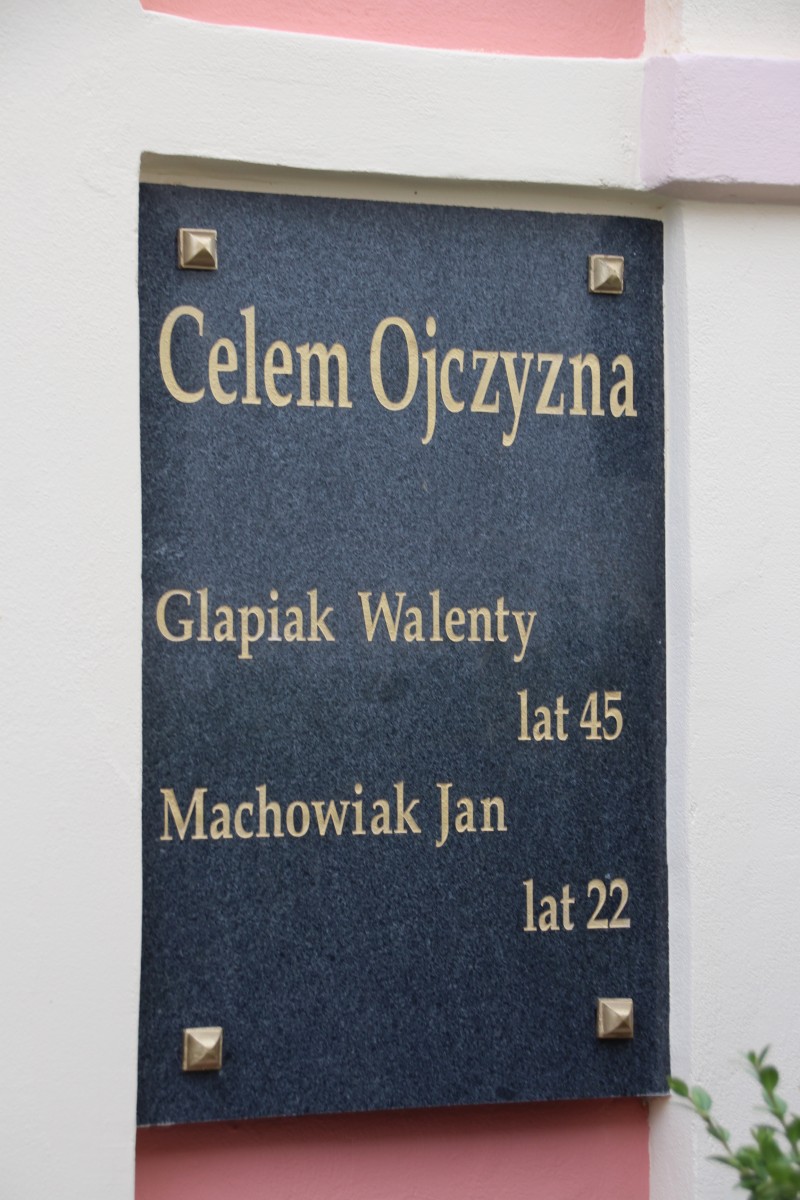 Celem Ojczyzna
Glapiak Walenty
lat 45
Machowiak Jan
lat 22